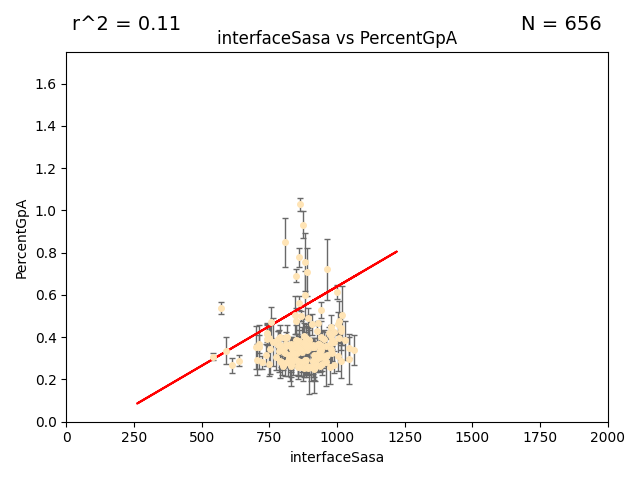 r^2 = 0.11
N = 656
interfaceSasa vs PercentGpA
PercentGpA
1.6
1.4
1.2
1.0
0.8
0.6
0.4
0.2
0.0
0 250 500 750 1000 1250 1500 1750 2000
interfaceSasa